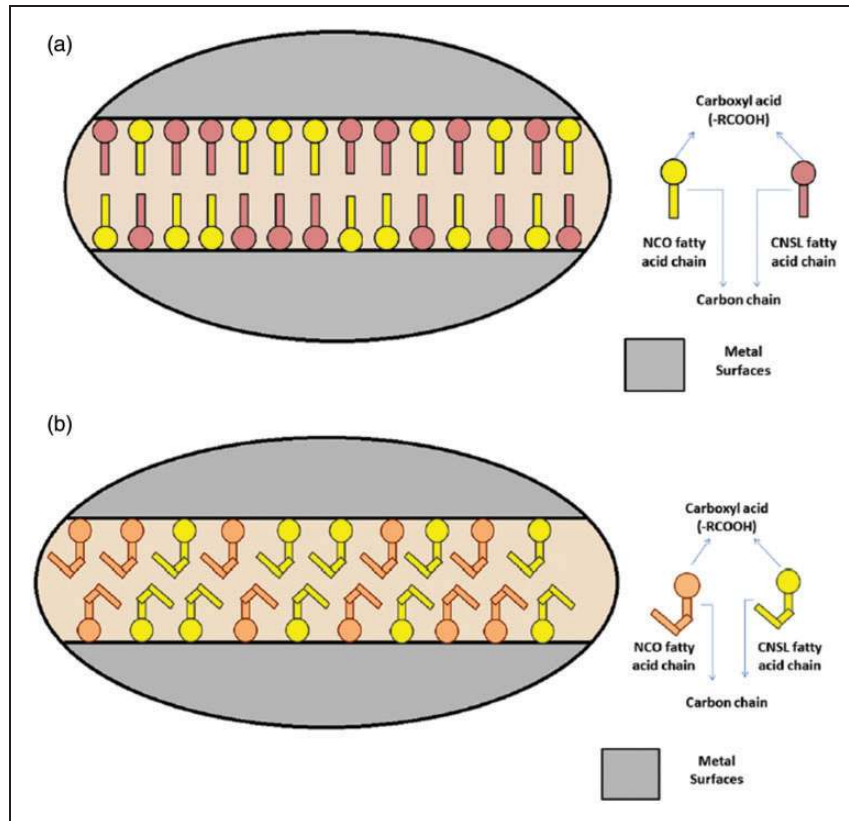 (a)
Carboxyl acid
(-RCOOH)
NCO fatty
acid chain
CNSL fatty
acid chain
Carbon chain
Metal
Surfaces
(b)
Carboxyl acid
(-RCOOH)
NCO fatty
acid chain
CNSL fatty
acid chain
Carbon chain
Metal
Surfaces